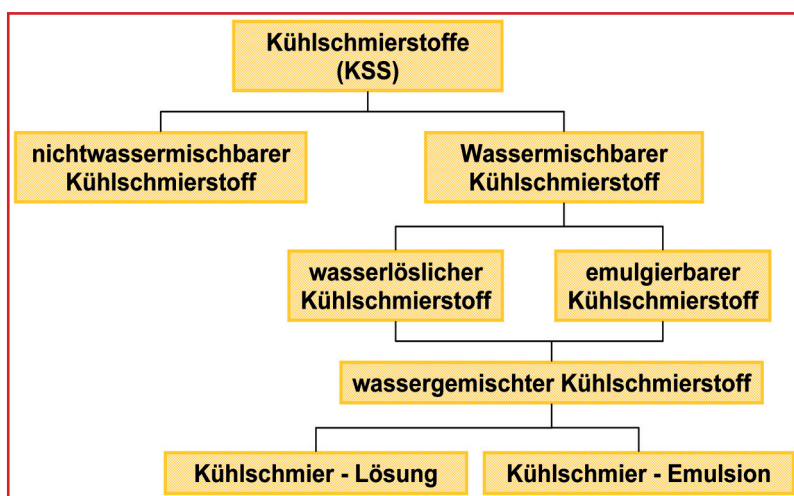 Kühlschmierstoffe
(KSS)
nichtwassermischbarer
Kühlschmierstoff
Wassermischbarer
Kühlschmierstoff
wasserlöslicher
Kühlschmierstoff
emulgierbarer
Kühlschmierstoff
wassergemischter Kühlschmierstoff
Kühlschmier - Lösung
Kühlschmier - Emulsion